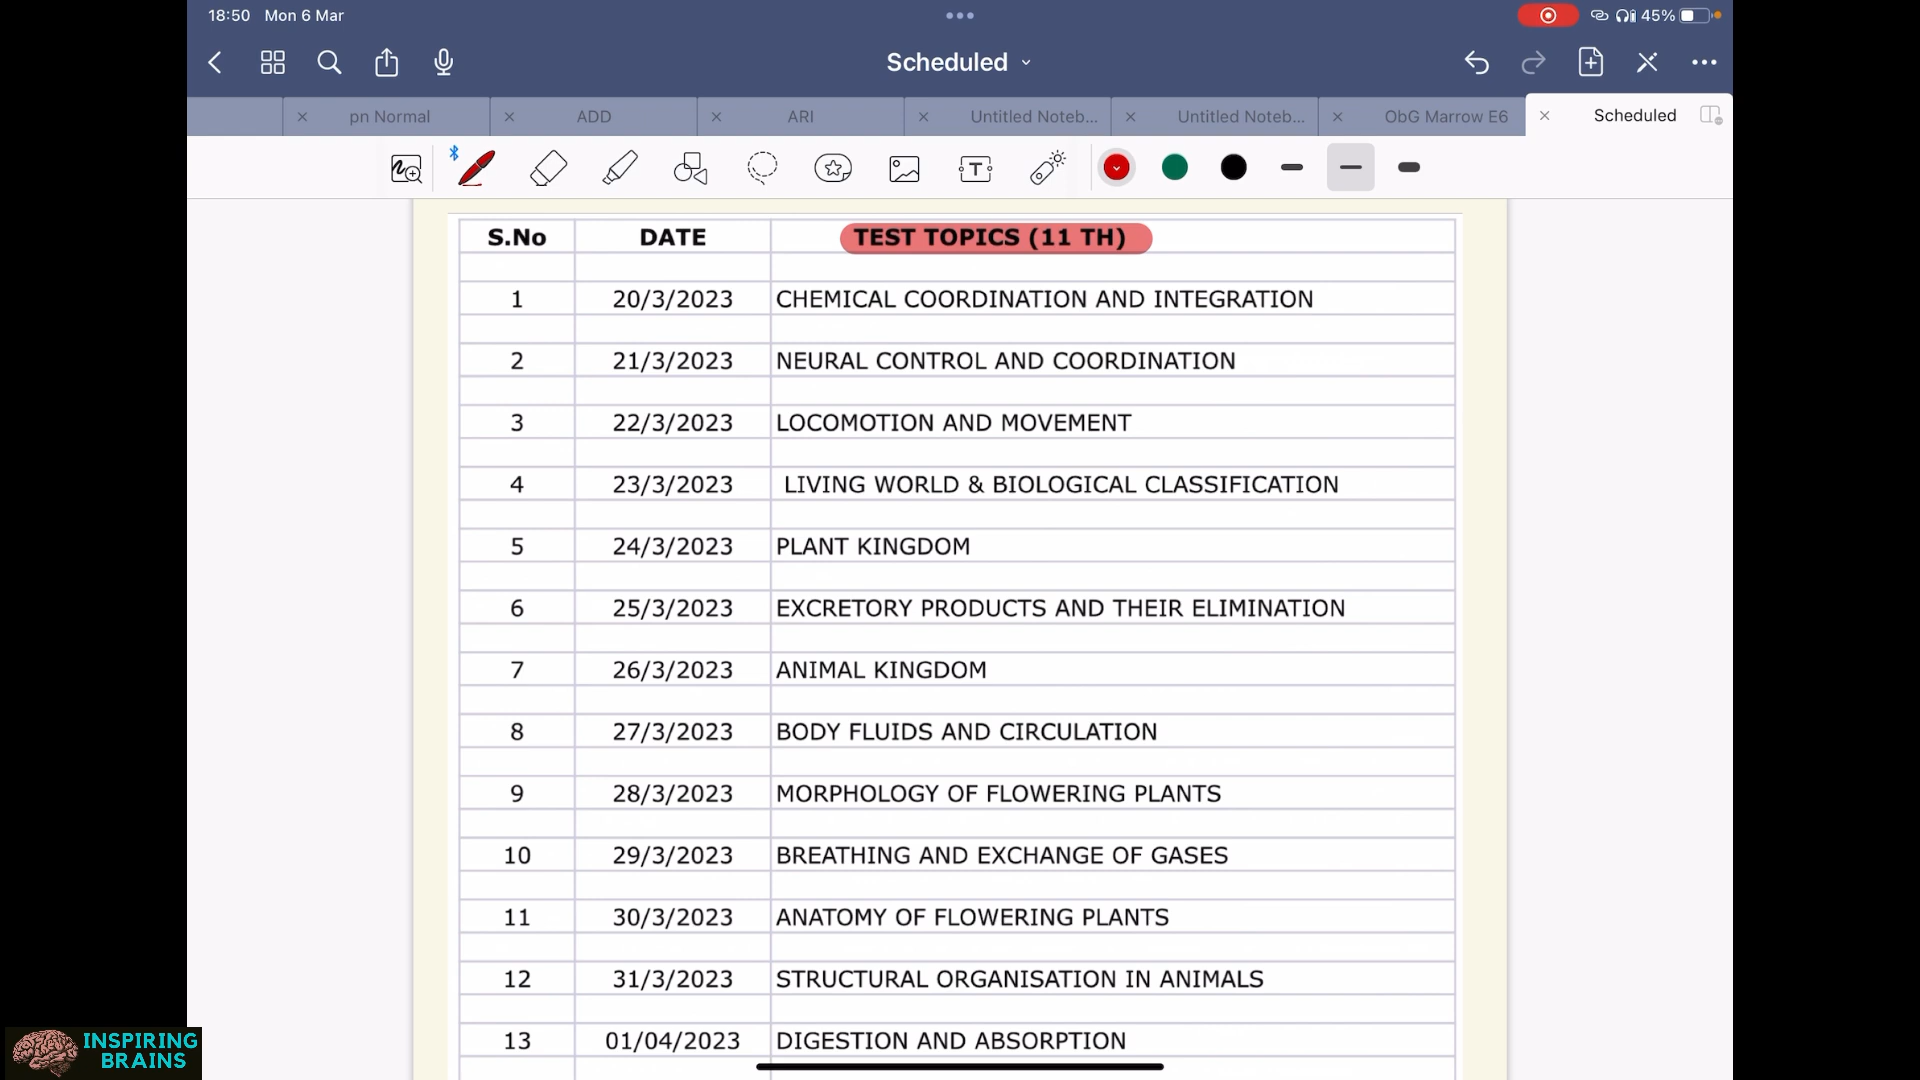 18:50 Mon 6 Mar
45%
Scheduled
pn Normal
ADD
ARI
Untitled Noteb...
Untitled Noteb...
ObG Marrow E6
Scheduled
S.No DATE TEST TOPICS (11 TH)
1 20/3/2023 CHEMICAL COORDINATION AND INTEGRATION
2 21/3/2023 NEURAL CONTROL AND COORDINATION
3 22/3/2023 LOCOMOTION AND MOVEMENT
4 23/3/2023 LIVING WORLD & BIOLOGICAL CLASSIFICATION
5 24/3/2023 PLANT KINGDOM
6 25/3/2023 EXCRETORY PRODUCTS AND THEIR ELIMINATION
7 26/3/2023 ANIMAL KINGDOM
8 27/3/2023 BODY FLUIDS AND CIRCULATION
9 28/3/2023 MORPHOLOGY OF FLOWERING PLANTS
10 29/3/2023 BREATHING AND EXCHANGE OF GASES
11 30/3/2023 ANATOMY OF FLOWERING PLANTS
12 31/3/2023 STRUCTURAL ORGANISATION IN ANIMALS
13 01/04/2023 DIGESTION AND ABSORPTION
INSPIRING
BRAINS